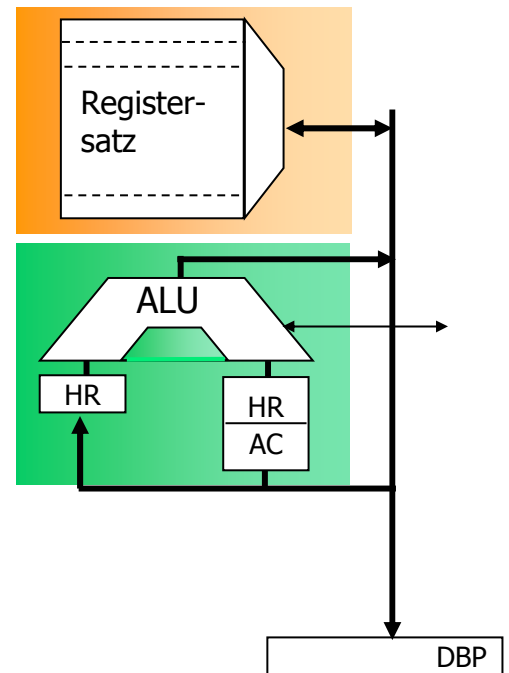 Register-
satz
ALU
HR
HR
AC
DBP